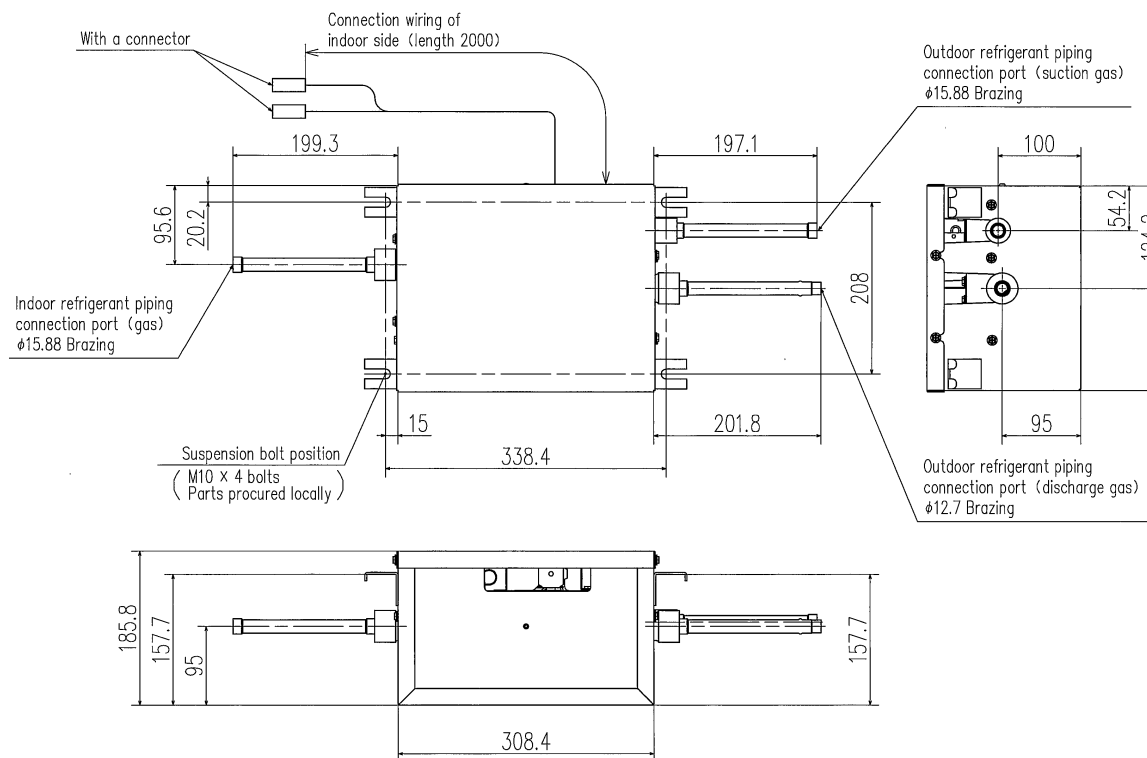 Connection wiring of
indoor side (length 2000)
With a connector
Outdoor refrigerant piping
connection port (suction gas)
φ15.88 Brazing
199.3
197.1
100
95.6
20.2
54.2
208
Indoor refrigerant piping
connection port (gas)
φ15.88 Brazing
15
201.8
95
338.4
Suspension bolt position
( M10 × 4 bolts
Parts procured locally )
Outdoor refrigerant piping
connection port (discharge gas)
φ12.7 Brazing
185.8
157.7
95
157.7
308.4